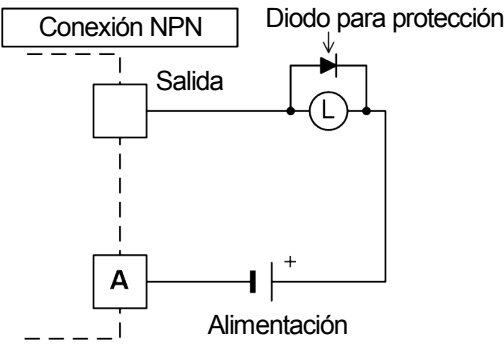 Conexión NPN
Diodo para protección
Salida
L
A
+
Alimentación